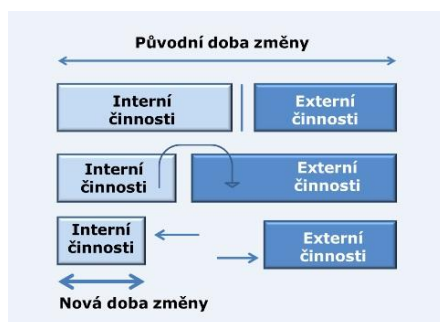 Původní doba změny
Interní
činnosti
Externí
činnosti
Interní
činnosti
Externí
činnosti
Interní
činnosti
Externí
činnosti
Nová doba změny